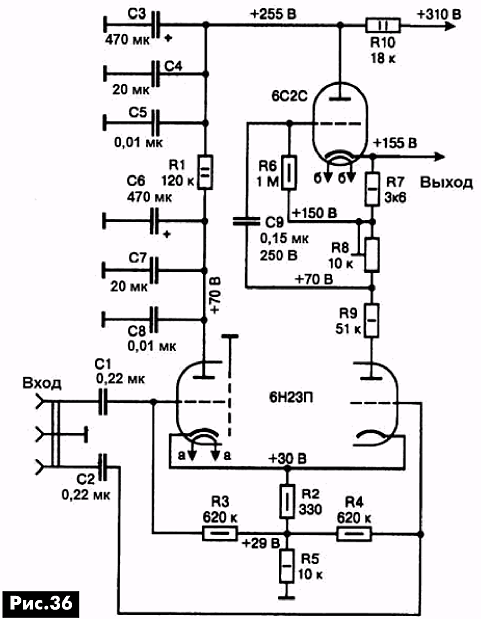 C3
470 мк
+
+255 В
+310 В
R10
18 к
C4
20 мк
6С2С
C5
0,01 мк
+155 В
Выход
R1
120 к
R6
1 М
б б
R7
3к6
C6
470 мк
+
C9
0,15 мк
250 В
+150 В
R8
10 к
C7
20 мк
+70 В
+70 В
C8
0,01 мк
R9
51 к
C1
0,22 мк
Вход
6Н23П
а а
C2
0,22 мк
+30 В
R2
330
R3
620 к
R4
620 к
+29 В
R5
10 к
Рис.36